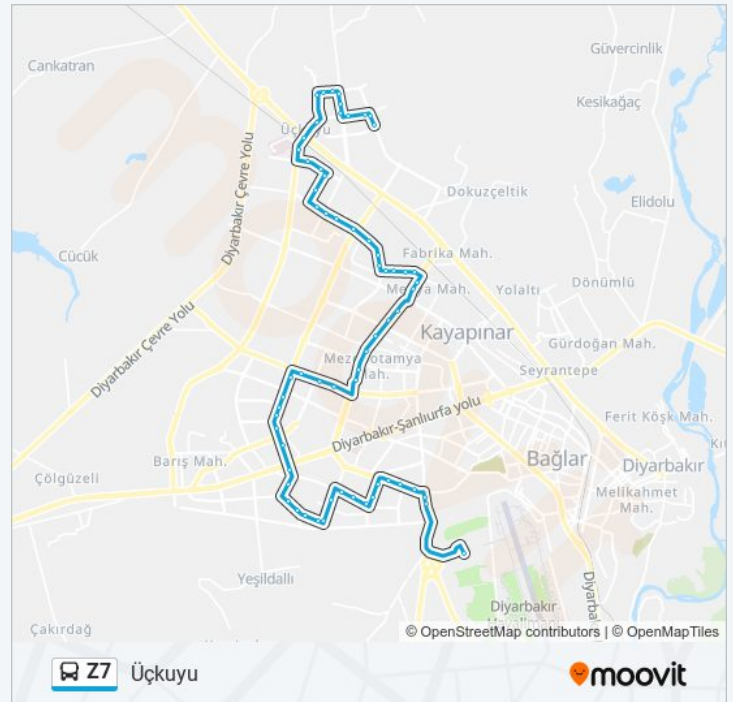 Güvercinlik
Cankatran
Kesikağaç
Üçkuyu
Diyarbakır Çevre Yolu
Dokuzçeltik
Elidolu
Cücük
Fabrika Mah.
Yolaltı
Dönümlü
Diyarbakır Çevre Yolu
Kayapınar
Gürdoğan Mah.
Seyrantepe
Diyarbakır-Şanlıurfa yolu
Ferit Köşk Mah.
Barış Mah.
Bağlar
Diyarbakır
Çölgüzeli
Melikahmet
Mah.
Yeşildallı
Diyarbakır
Çakırdağ
© OpenStreetMap contributors | © OpenMapTiles
Z7 Üçkuyu
moovit